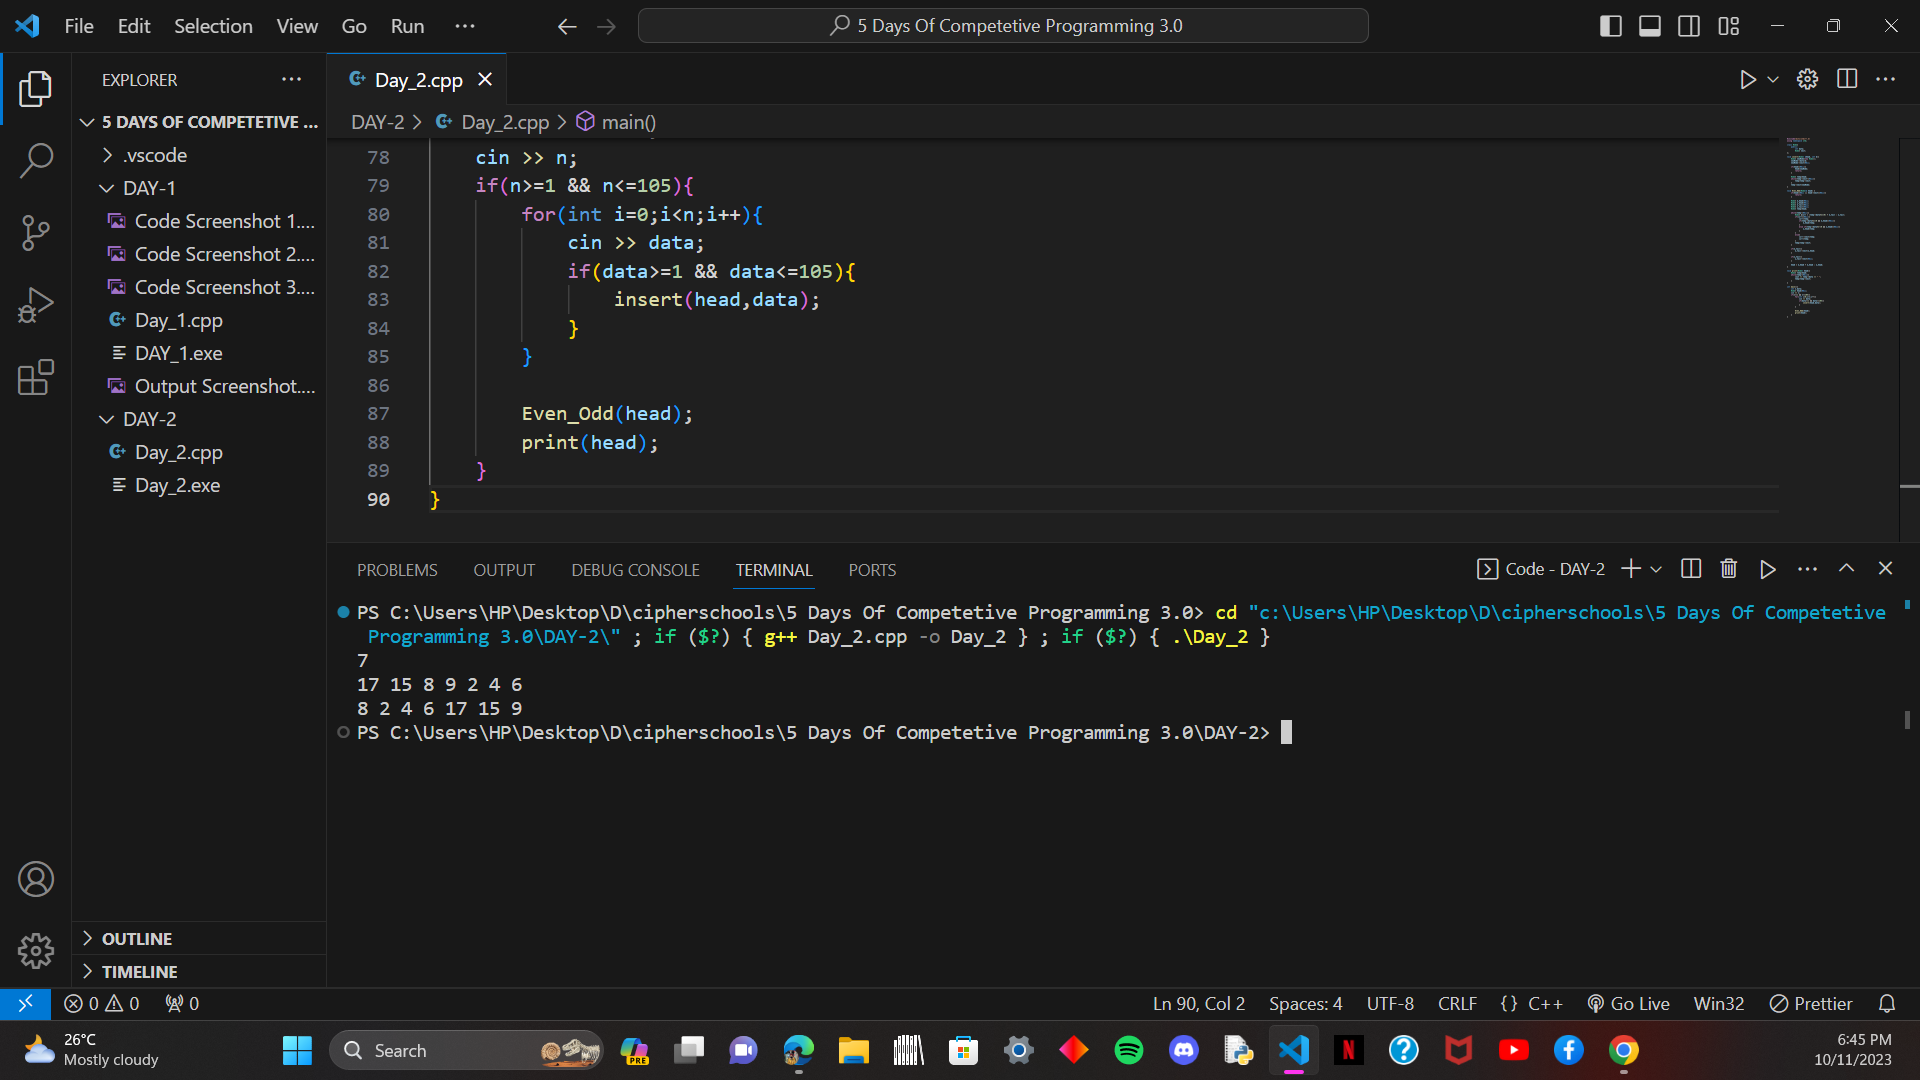 File Edit Selection View Go Run ···
5 Days Of Competetive Programming 3.0
EXPLORER
5 DAYS OF COMPETETIVE ...
.vscode
DAY-1
Code Screenshot 1....
Code Screenshot 2....
Code Screenshot 3....
Day_1.cpp
DAY_1.exe
Output Screenshot....
DAY-2
Day_2.cpp
Day_2.exe
OUTLINE
TIMELINE
Day_2.cpp
DAY-2 > Day_2.cpp > main()
78 cin >> n;
79 if(n>=1 && n<=105){
80 for(int i=0;i<n;i++){
81 cin >> data;
82 if(data>=1 && data<=105){
83 insert(head,data);
84 }
85 }
86
87 Even_Odd(head);
88 print(head);
89 }
90 }
PROBLEMS OUTPUT DEBUG CONSOLE TERMINAL PORTS
Code - DAY-2
PS C:\Users\HP\Desktop\D\cipherschools\5 Days Of Competetive Programming 3.0> cd "c:\Users\HP\Desktop\D\cipherschools\5 Days Of Competetive
Programming 3.0\DAY-2\" ; if ($?) { g++ Day_2.cpp -o Day_2 } ; if ($?) { .\Day_2 }
7
17 15 8 9 2 4 6
8 2 4 6 17 15 9
PS C:\Users\HP\Desktop\D\cipherschools\5 Days Of Competetive Programming 3.0\DAY-2>
0 0 0
Ln 90, Col 2 Spaces: 4 UTF-8 CRLF {} C++ Go Live Win32 Prettier
26°C
Mostly cloudy
Search
PRE
6:45 PM
10/11/2023